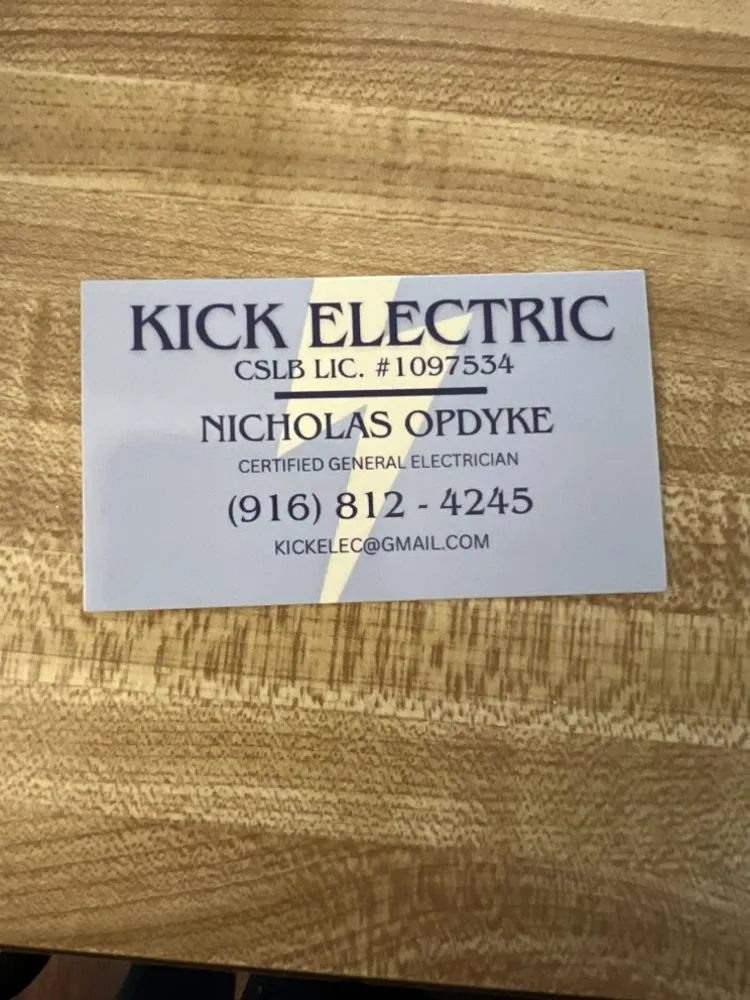 KICK ELECTRIC
CSLB LIC. #1097534
NICHOLAS OPDYKE
CERTIFIED GENERAL ELECTRICIAN
(916) 812 - 4245
KICKELEC@GMAIL.COM